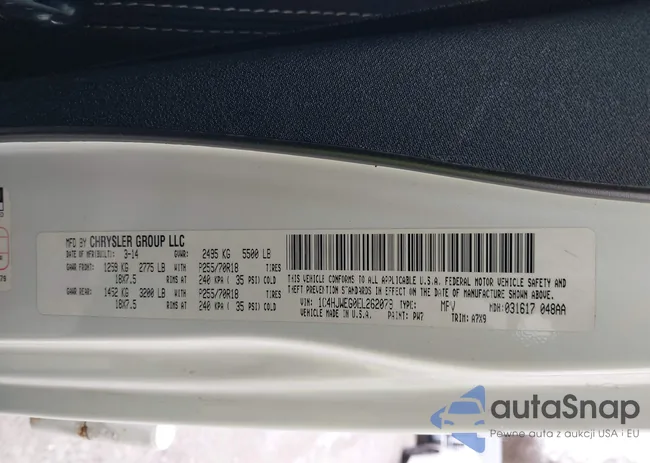 MFD BY CHRYSLER GROUP LLC
DATE OF MFR(BUILT): 3-14 GVWR: 2495 KG 5500 LB
GAWR FRONT: 1259 KG 2775 LB WITH P255/70R18 TIRES
18X7.5 RIMS AT 240 KPA ( 35 PSI) COLD
GAWR REAR: 1452 KG 3200 LB WITH P255/70R18 TIRES
18X7.5 RIMS AT 240 KPA ( 35 PSI) COLD
THIS VEHICLE CONFORMS TO ALL APPLICABLE U.S.A. FEDERAL MOTOR VEHICLE SAFETY AND
THEFT PREVENTION STANDARDS IN EFFECT ON THE DATE OF MANUFACTURE SHOWN ABOVE.
VIN: 1C4HJWEG0EL262079 TYPE: MPV MDH: 031617 048AA
VEHICLE MADE IN U.S.A. PAINT: PW7 TRIM: A7X9
autaSnap
Pewne auta z aukcji USA i EU